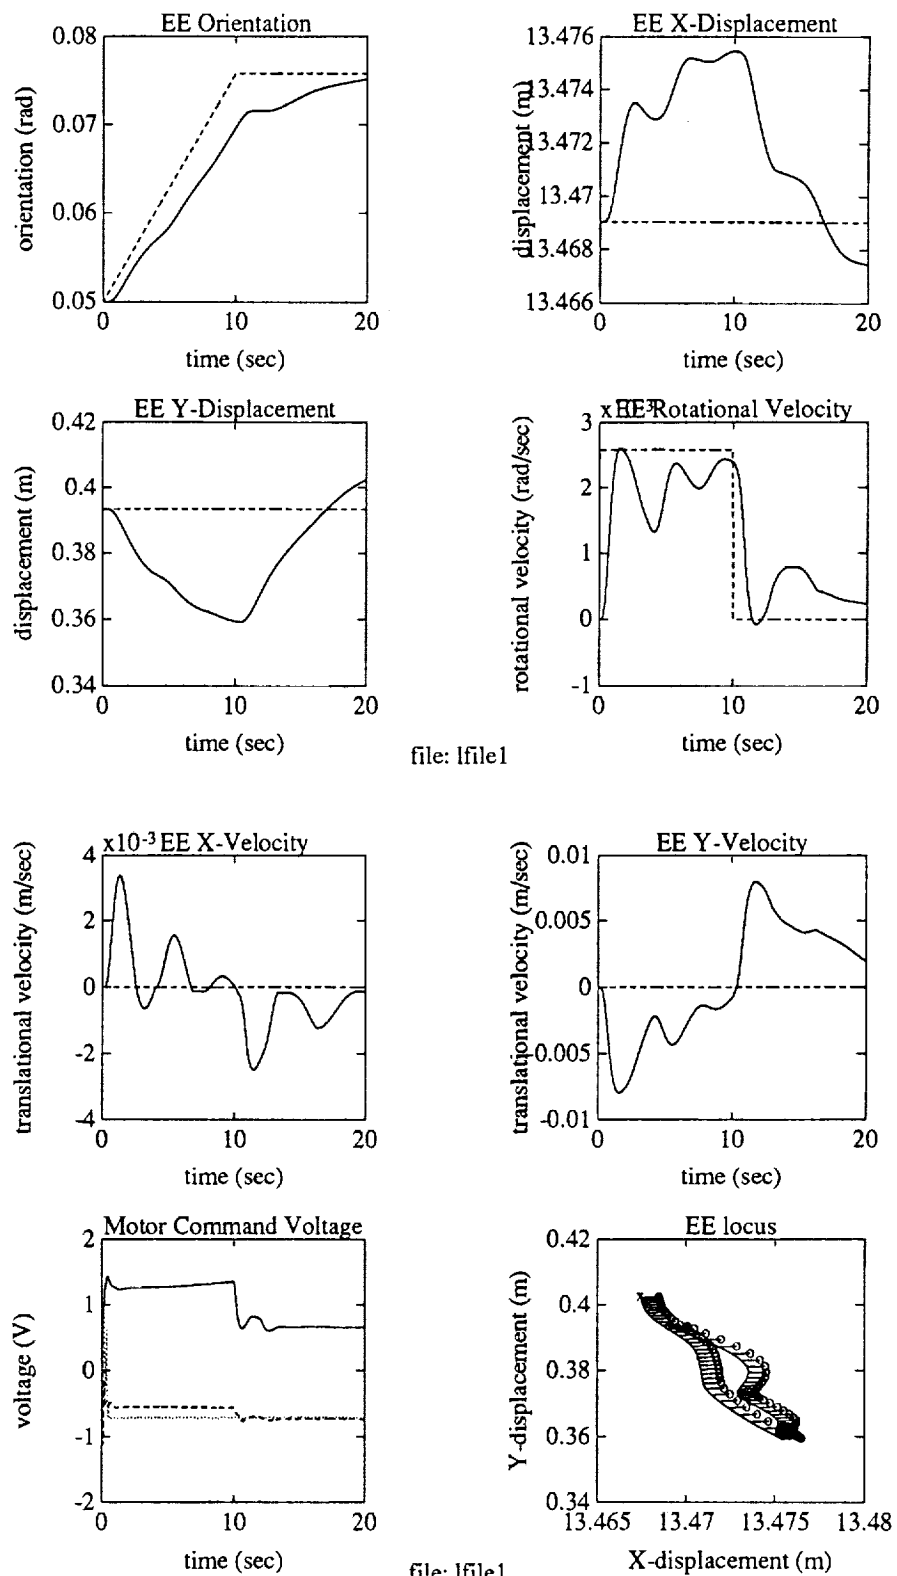 EE Orientation
0.08
0.07
0.06
0.05
0
10
20
orientation (rad)
time (sec)
EE X-Displacement
13.476
13.474
13.472
13.47
13.468
13.466
0
10
20
displacement (m)
time (sec)
EE Y-Displacement
0.42
0.4
0.38
0.36
0.34
0
10
20
displacement (m)
time (sec)
x10-3 EE Rotational Velocity
3
2
1
0
-1
0
10
20
rotational velocity (rad/sec)
time (sec)
file: lfile1
x10-3 EE X-Velocity
4
2
0
-2
-4
0
10
20
translational velocity (m/sec)
time (sec)
EE Y-Velocity
0.01
0.005
0
-0.005
-0.01
0
10
20
translational velocity (m/sec)
time (sec)
Motor Command Voltage
2
1
0
-1
-2
0
10
20
voltage (V)
time (sec)
EE locus
0.42
0.4
0.38
0.36
0.34
13.465
13.47
13.475
13.48
x
Y-displacement (m)
X-displacement (m)
file: lfile1